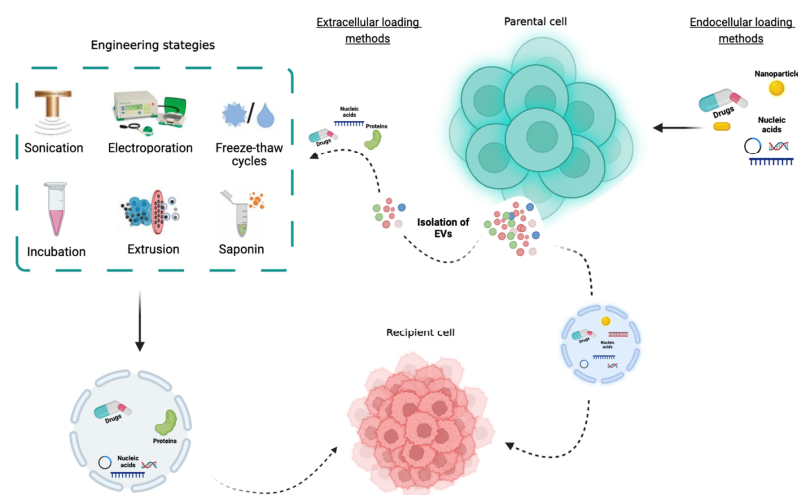 Extracellular loading
methods
Parental cell
Endocellular loading
methods
Engineering stategies
Nanoparticle
Drugs
Nucleic
acids
Nucleic
acids
Drugs
Proteins
Sonication
Electroporation
Freeze-thaw
cycles
Incubation
Extrusion
Saponin
Isolation of
EVs
Drugs
Nucleic
acids
Recipient cell
Drugs
Proteins
Nucleic
acids